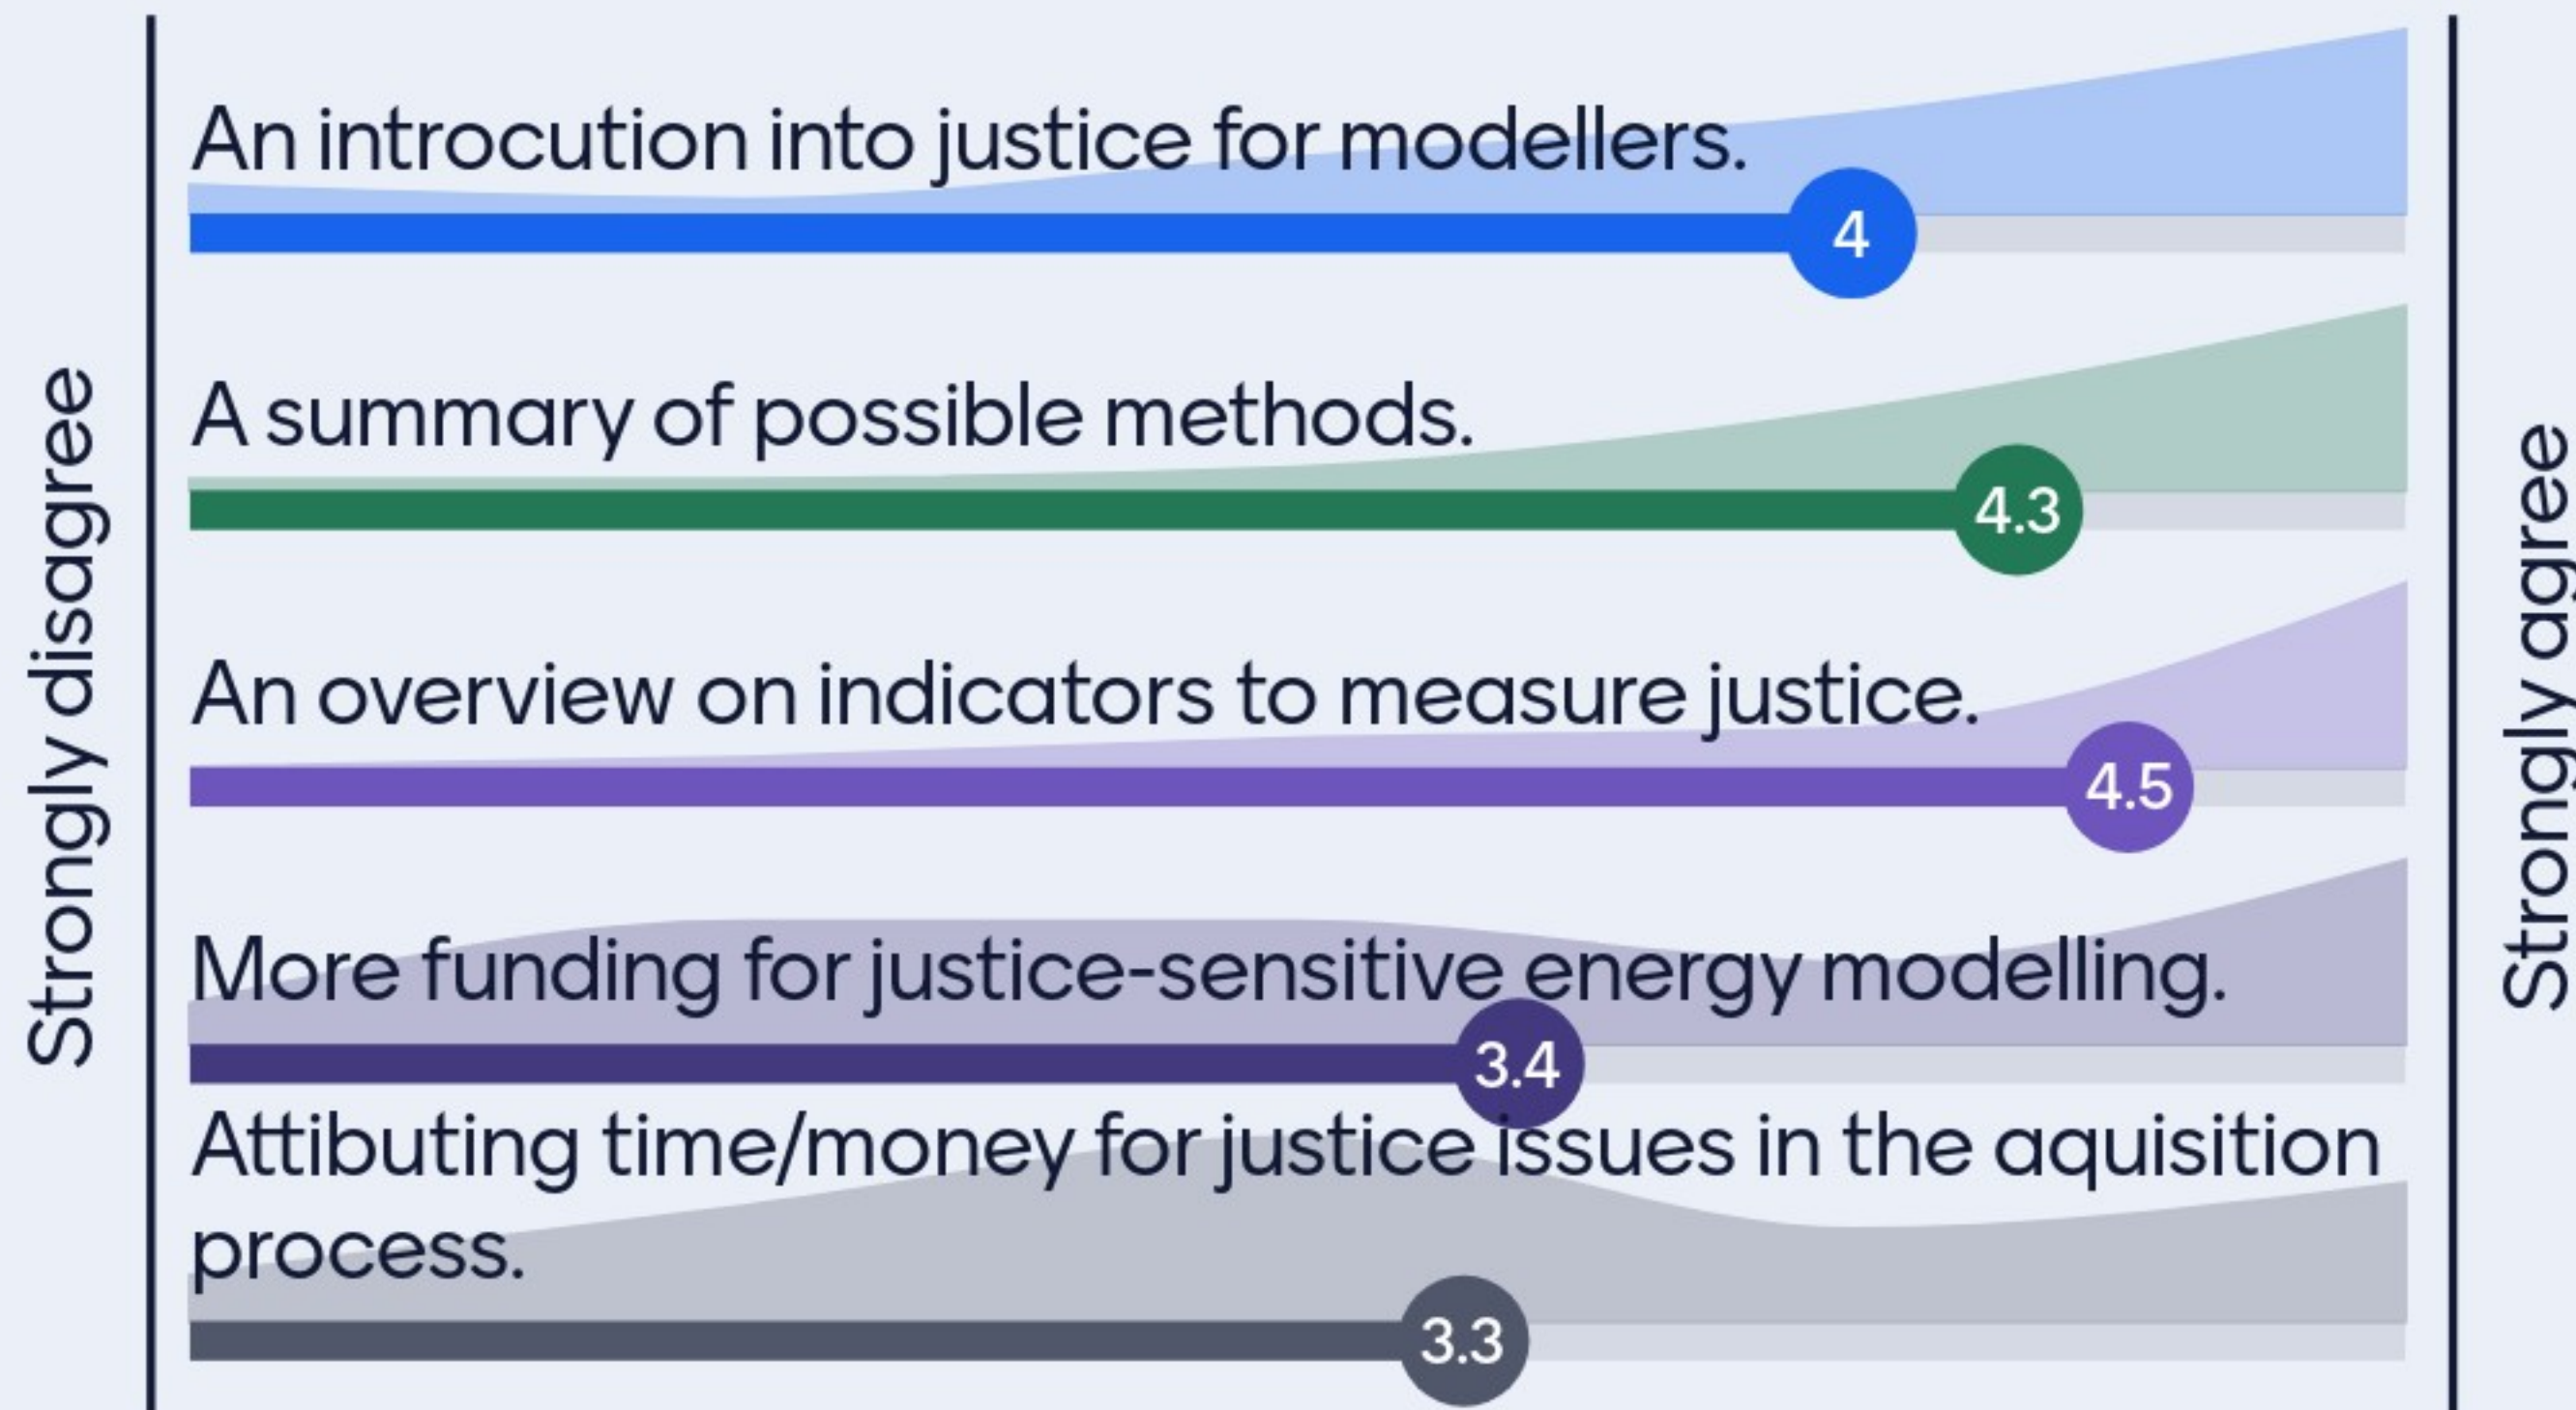 Strongly disagree
An introcution into justice for modellers.
4
A summary of possible methods.
4.3
An overview on indicators to measure justice.
4.5
More funding for justice-sensitive energy modelling.
3.4
Attibuting time/money for justice issues in the aquisition
process.
3.3
Strongly agree